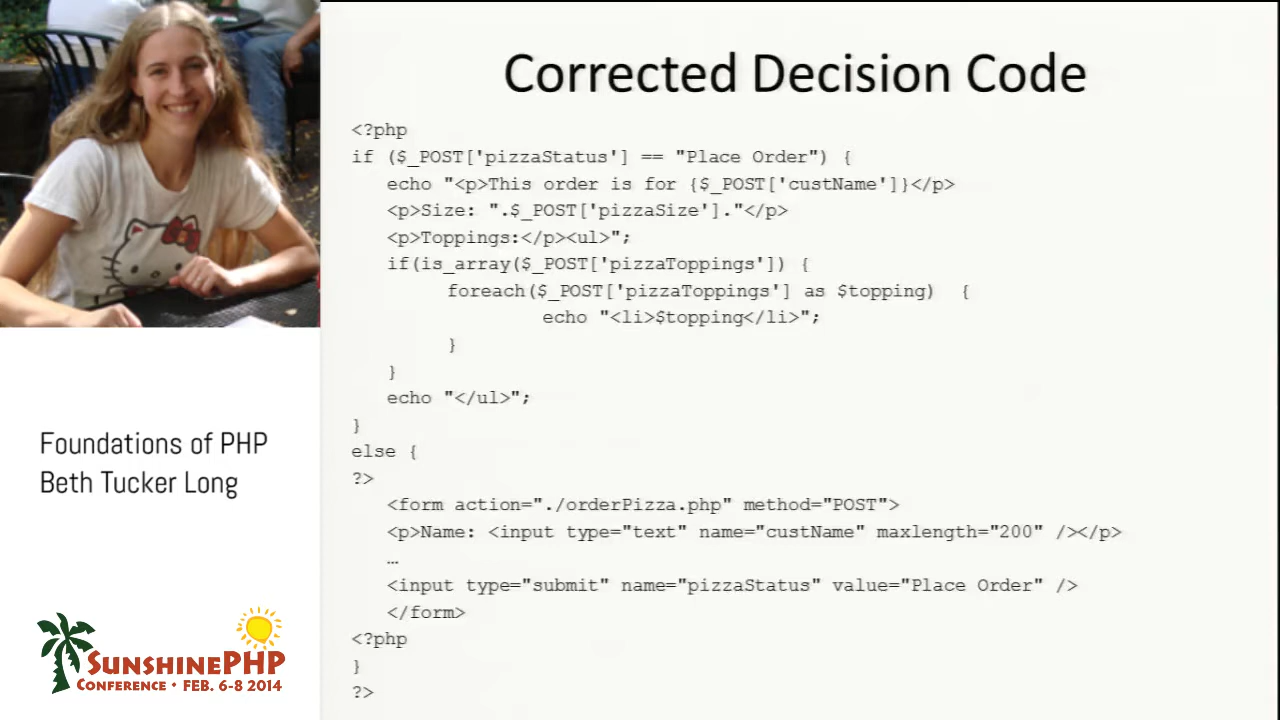 Corrected Decision Code
<?php
if ($_POST['pizzaStatus'] == "Place Order") {
echo "<p>This order is for {$_POST['custName']}</p>
<p>Size: ".$_POST['pizzaSize']."</p>
<p>Toppings:</p><ul>";
if(is_array($_POST['pizzaToppings']) {
foreach($_POST['pizzaToppings'] as $topping) {
echo "<li>$topping</li>";
}
}
echo "</ul>";
}
else {
?>
<form action="./orderPizza.php" method="POST">
<p>Name: <input type="text" name="custName" maxlength="200" /></p>
…
<input type="submit" name="pizzaStatus" value="Place Order" />
</form>
<?php
}
?>
Foundations of PHP
Beth Tucker Long
SUNSHINEPHP
CONFERENCE • FEB. 6-8 2014